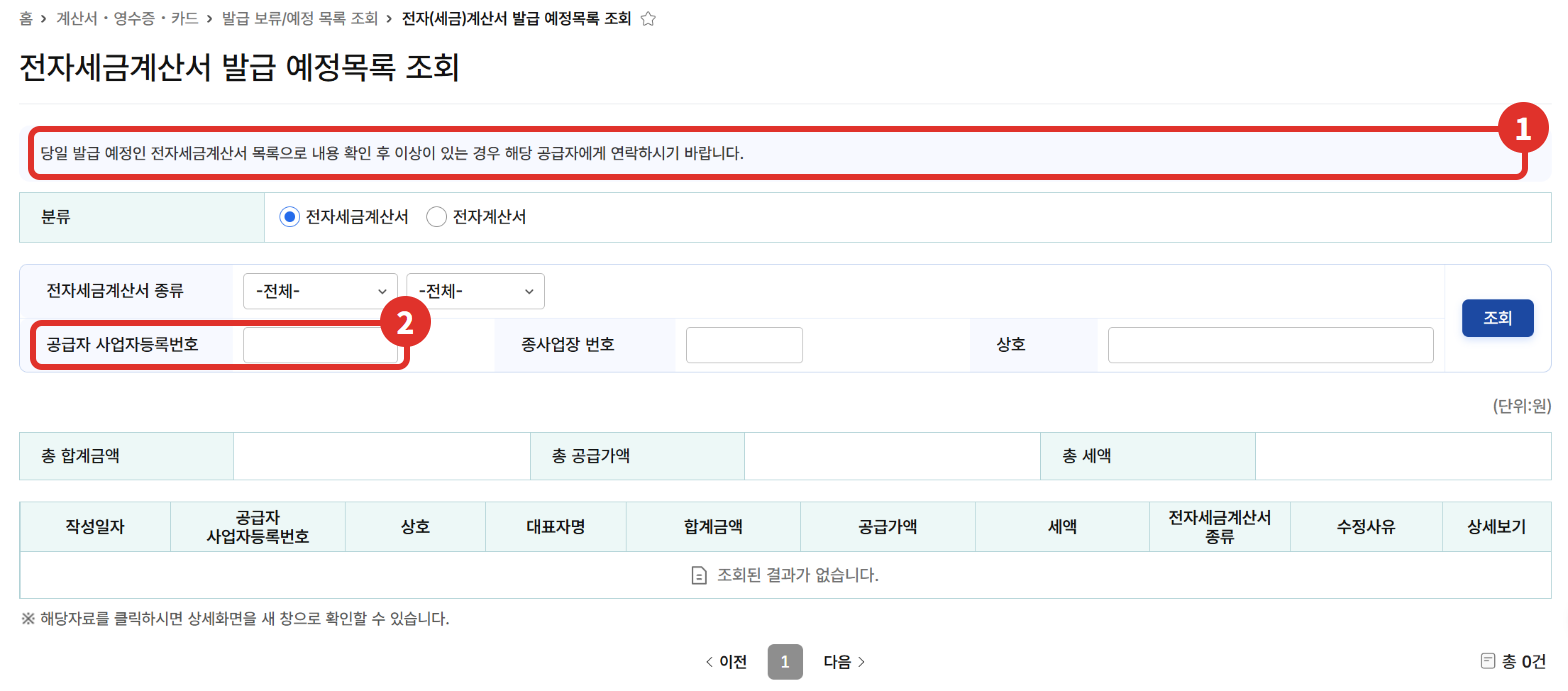 홈 > 계산서・영수증・카드 > 발급 보류/예정 목록 조회 > 전자(세금)계산서 발급 예정목록 조회
전자세금계산서 발급 예정목록 조회
1
당일 발급 예정인 전자세금계산서 목록으로 내용 확인 후 이상이 있는 경우 해당 공급자에게 연락하시기 바랍니다.
분류 전자세금계산서 전자계산서
전자세금계산서 종류 -전체- -전체-
조회
2
공급자 사업자등록번호 종사업장 번호 상호
(단위:원)
총 합계금액 총 공급가액 총 세액
작성일자 공급자 사업자등록번호 상호 대표자명 합계금액 공급가액 세액 전자세금계산서 종류 수정사유 상세보기
조회된 결과가 없습니다.
※ 해당자료를 클릭하시면 상세화면을 새 창으로 확인할 수 있습니다.
< 이전 1 다음 > 총 0건